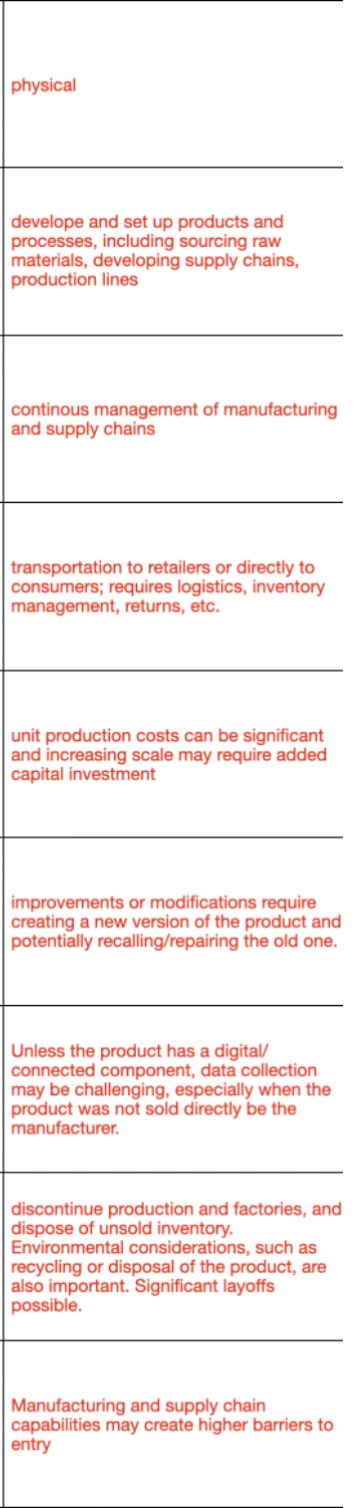 physical
develope and set up products and
processes, including sourcing raw
materials, developing supply chains,
production lines
continous management of manufacturing
and supply chains
transportation to retailers or directly to
consumers; requires logistics, inventory
management, returns, etc.
unit production costs can be significant
and increasing scale may require added
capital investment
improvements or modifications require
creating a new version of the product and
potentially recalling/repairing the old one.
Unless the product has a digital/
connected component, data collection
may be challenging, especially when the
product was not sold directly be the
manufacturer.
discontinue production and factories, and
dispose of unsold inventory.
Environmental considerations, such as
recycling or disposal of the product, are
also important. Significant layoffs
possible.
Manufacturing and supply chain
capabilities may create higher barriers to
entry